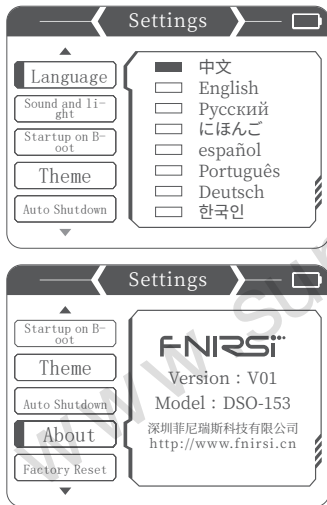 Settings
Language
Sound and li-
ght
Startup on B-
oot
Theme
Auto Shutdown
中文
English
Русский
にほんご
español
Português
Deutsch
한국인
Settings
Startup on B-
oot
Theme
Auto Shutdown
About
Factory Reset
FNIRSI
Version：V01
Model：DSO-153
深圳菲尼瑞斯科技有限公司
http://www.fnirsi.cn
www.sun